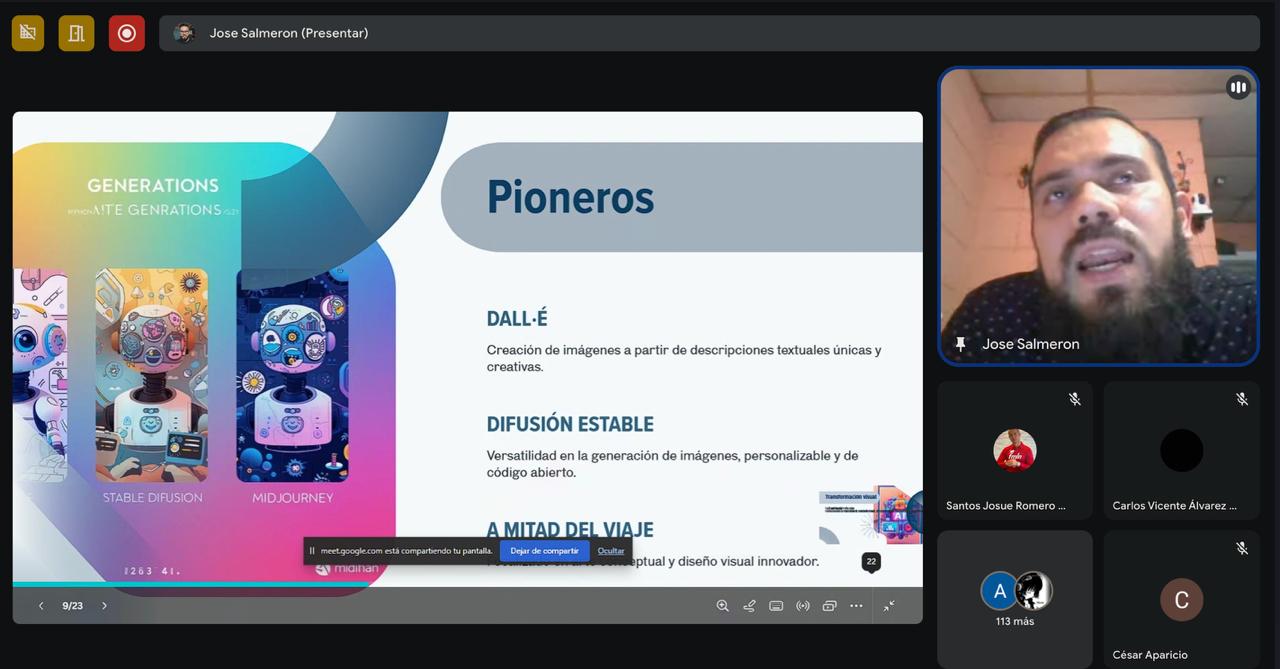 Jose Salmeron (Presentar)
GENERATIONS
ITE GENRATIONS
STABLE DIFUSION
MIDJOURNEY
Pioneros
DALL·É
Creación de imágenes a partir de descripciones textuales únicas y
creativas.
DIFUSIÓN ESTABLE
Versatilidad en la generación de imágenes, personalizable y de
código abierto.
A MITAD DEL VIAJE
conceptual y diseño visual innovador.
Transformación visual
AI
meet.google.com está compartiendo tu pantalla.
Dejar de compartir
Ocultar
22
9/23
Jose Salmeron
Santos Josue Romero ...
Carlos Vicente Álvarez ...
A
113 más
C
César Aparicio